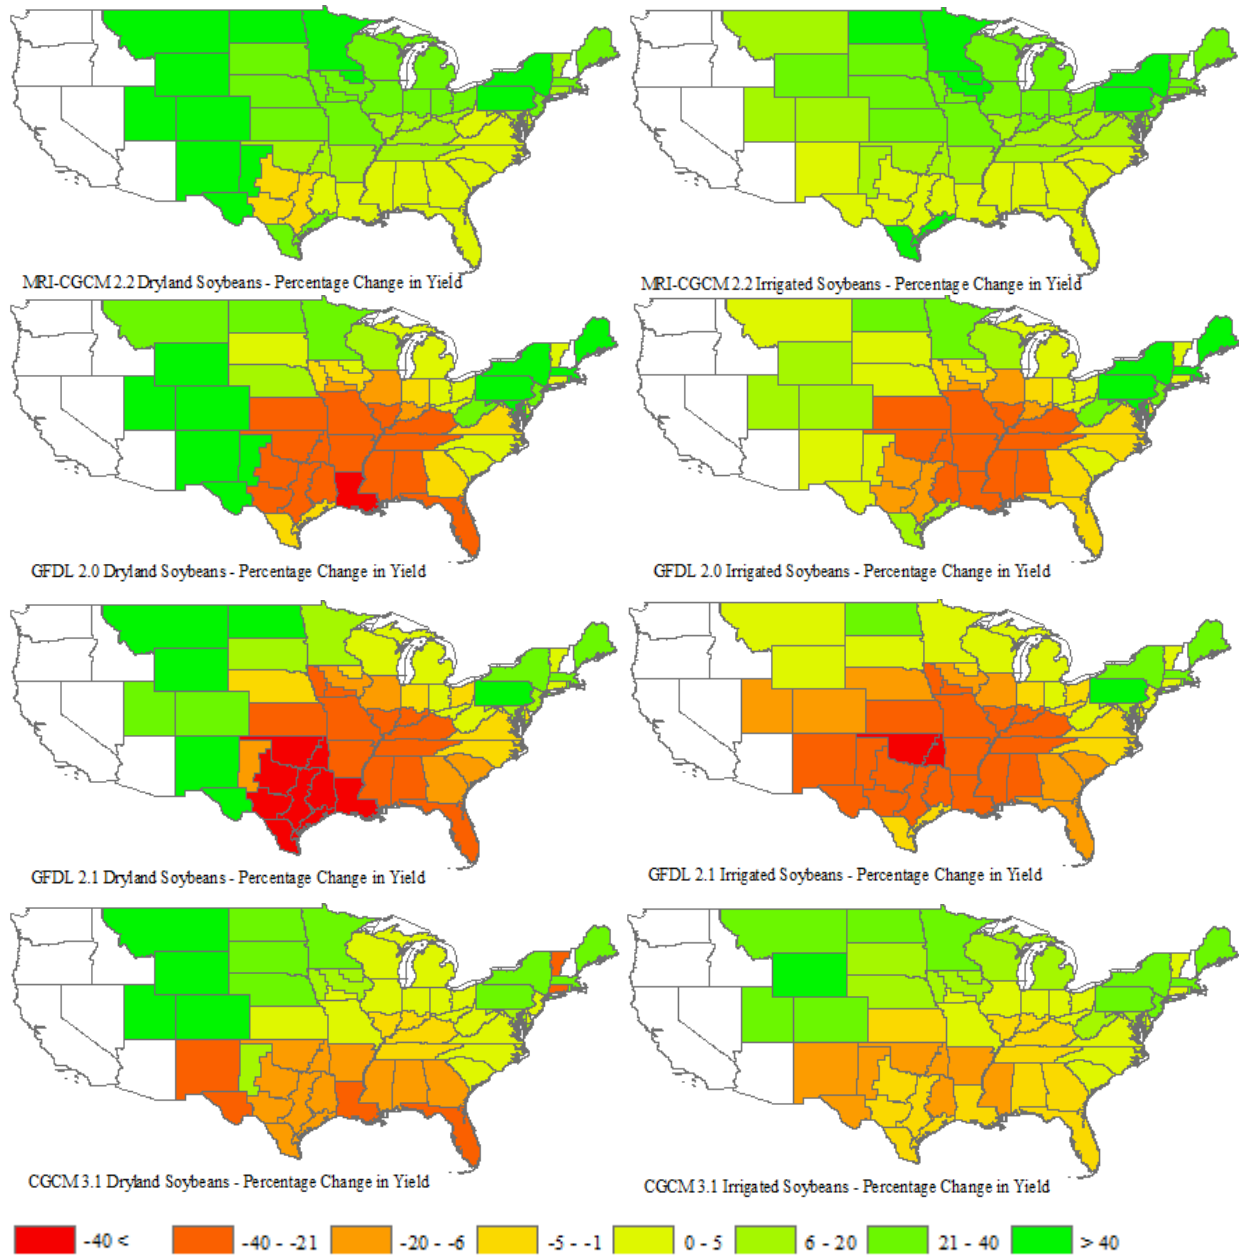 MRI-CGCM 2.2 Dryland Soybeans - Percentage Change in Yield
MRI-CGCM 2.2 Irrigated Soybeans - Percentage Change in Yield
GFDL 2.0 Dryland Soybeans - Percentage Change in Yield
GFDL 2.0 Irrigated Soybeans - Percentage Change in Yield
GFDL 2.1 Dryland Soybeans - Percentage Change in Yield
GFDL 2.1 Irrigated Soybeans - Percentage Change in Yield
CGCM 3.1 Dryland Soybeans - Percentage Change in Yield
CGCM 3.1 Irrigated Soybeans - Percentage Change in Yield
-40 < -40 - -21 -20 - -6 -5 - -1 0 - 5 6 - 20 21 - 40 > 40